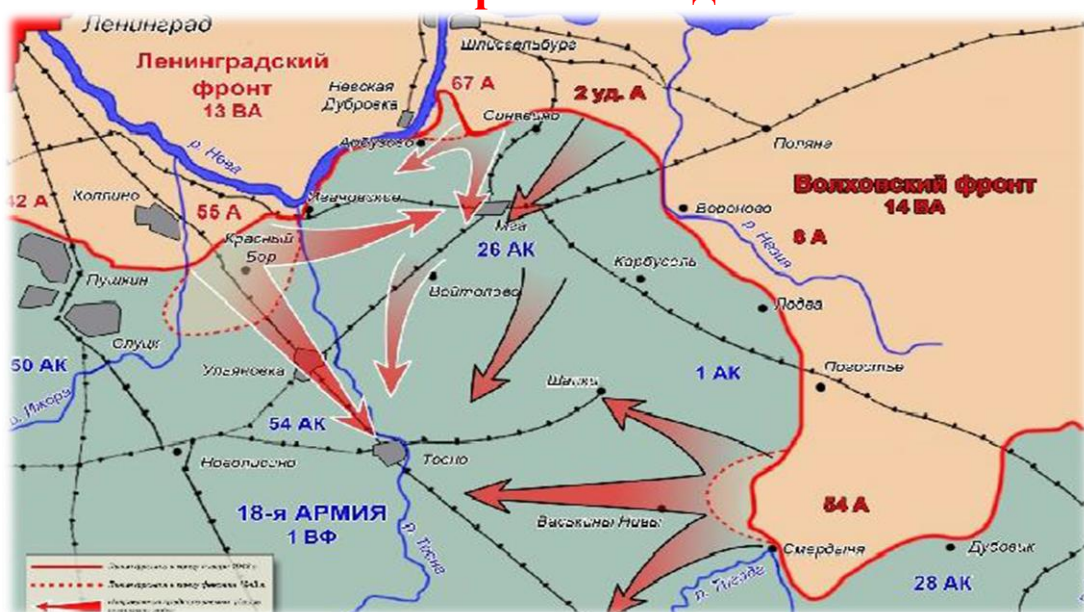 Ленинград
Шлиссельбург
Ленинградский
фронт
13 ВА
Невская
Дубровка
67 А
2 уд. А
Синявино
Арбузово
р. Нева
Поляна
Колпино
42 А
55 А
Ивановское
Волховский фронт
14 ВА
Вороново
8 А
р. Назия
Мга
26 АК
Красный
Бор
Пушкин
Войтолово
Карбусель
Лодва
Слуцк
50 АК
Ульяновка
р. Ижора
1 АК
Погостье
Шапки
54 АК
Новолисино
Тосно
18-я АРМИЯ
1 ВФ
р. Тосна
54 А
Васькины Нивы
Смердыня
Дубовик
р. Тигода
28 АК